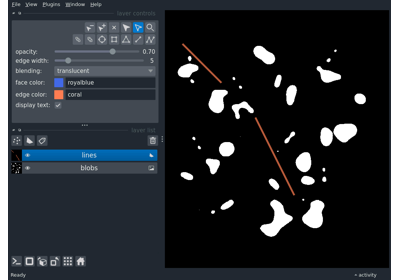 File View Plugins Window Help
layer controls
opacity: 0.70
edge width: 5
blending: translucent
face color: royalblue
edge color: coral
display text:
layer list
lines
blobs
Ready
activity